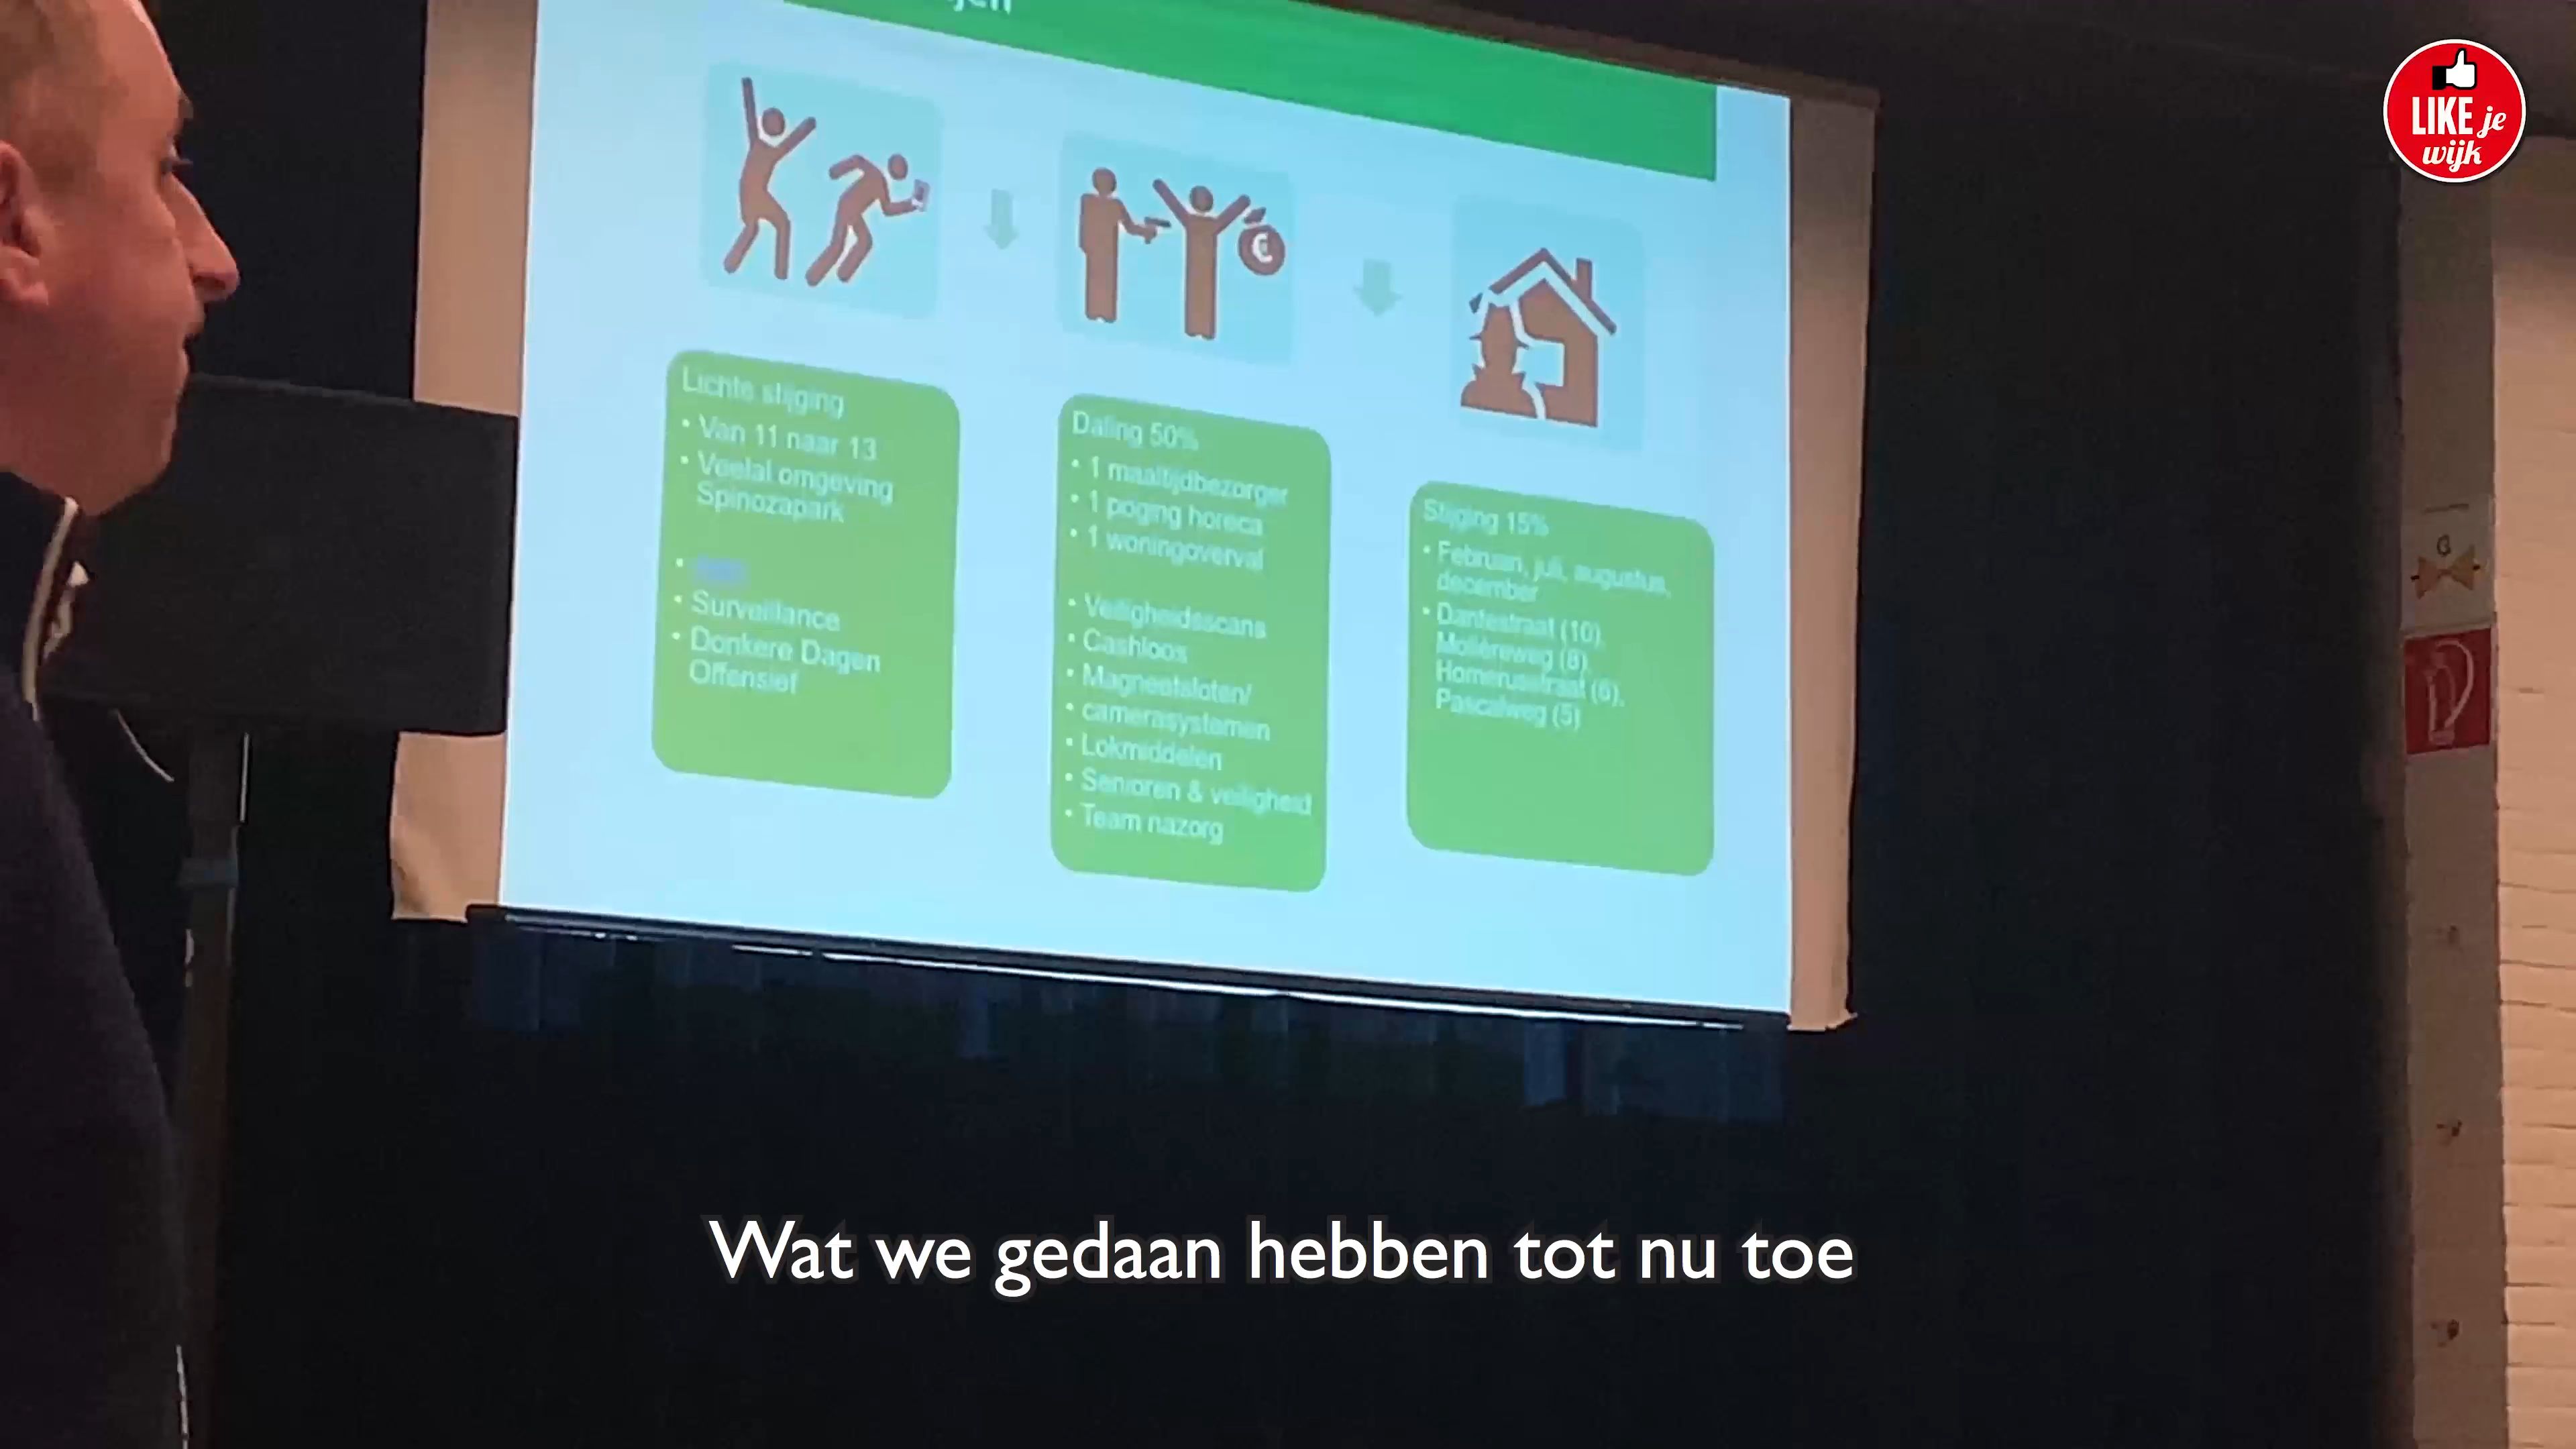 LIKE je
wijk
Lichte stijging
• Van 11 naar 13
• Veelal omgeving
Spinozapark
• Surveillance
• Donkere Dagen
Offensief
Daling 50%
• 1 maaltijdbezorger
• 1 poging horeca
• 1 woningoverval
• Veiligheidsscans
• Cashloos
• Magneetsloten/
• camerasystemen
• Lokmiddelen
• Senioren & veiligheid
• Team nazorg
Stijging 15%
• Februari, juli, augustus,
december
• Dantestraat (10),
Molièreweg (8),
Homerusstraat (6),
Pascalweg (5)
Wat we gedaan hebben tot nu toe